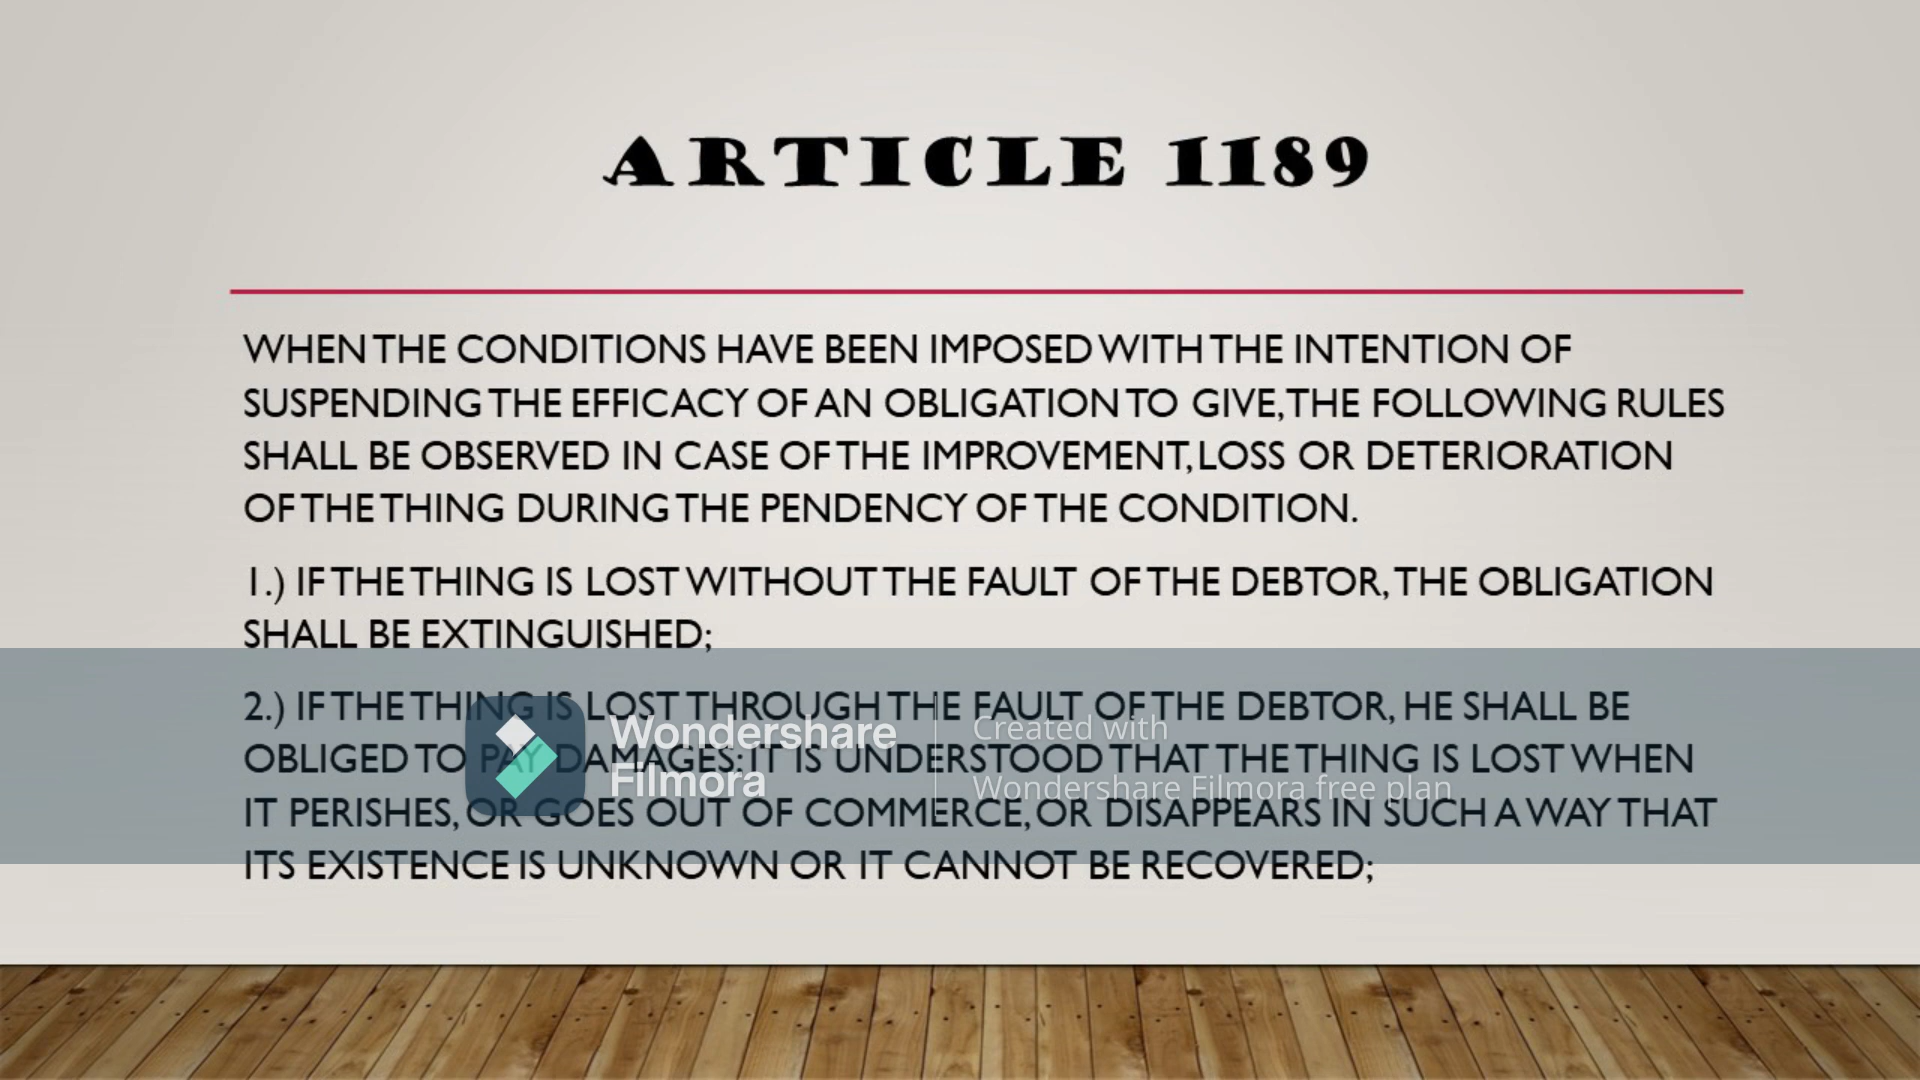 ARTICLE 1189
WHEN THE CONDITIONS HAVE BEEN IMPOSED WITH THE INTENTION OF
SUSPENDING THE EFFICACY OF AN OBLIGATION TO GIVE, THE FOLLOWING RULES
SHALL BE OBSERVED IN CASE OF THE IMPROVEMENT, LOSS OR DETERIORATION
OF THE THING DURING THE PENDENCY OF THE CONDITION.
1.) IF THE THING IS LOST WITHOUT THE FAULT OF THE DEBTOR, THE OBLIGATION
SHALL BE EXTINGUISHED;
2.) IF THE THING IS LOST THROUGH THE FAULT OF THE DEBTOR, HE SHALL BE
OBLIGED TO PAY DAMAGES: IT IS UNDERSTOOD THAT THE THING IS LOST WHEN
IT PERISHES, OR GOES OUT OF COMMERCE, OR DISAPPEARS IN SUCH A WAY THAT
ITS EXISTENCE IS UNKNOWN OR IT CANNOT BE RECOVERED;
Wondershare
Filmora
Created with
Wondershare Filmora free plan